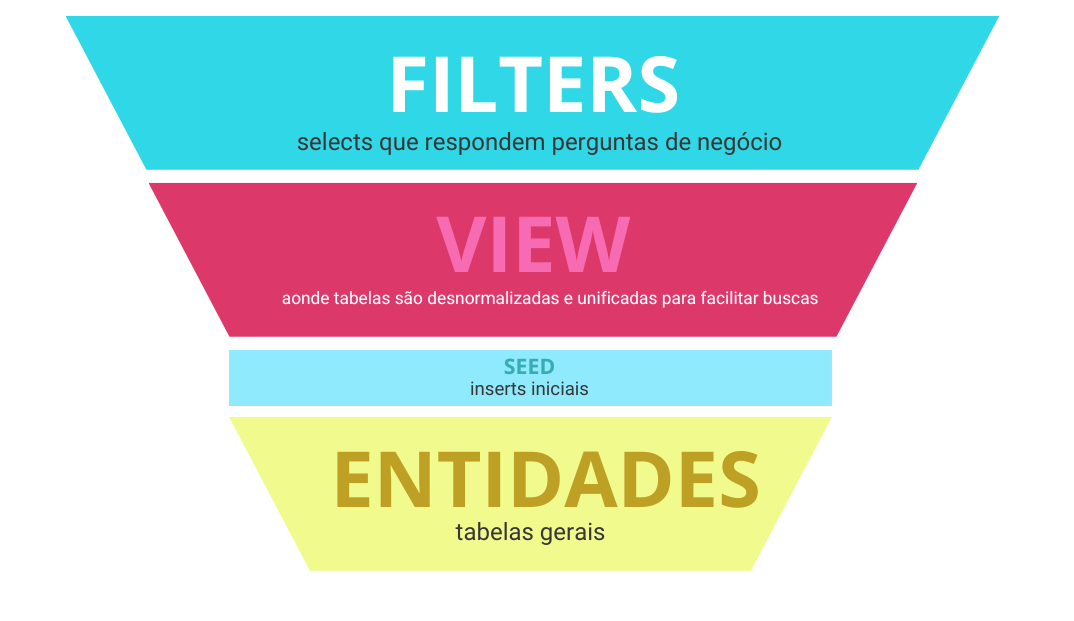 FILTERS
selects que respondem perguntas de negócio
VIEW
aonde tabelas são desnormalizadas e unificadas para facilitar buscas
SEED
inserts iniciais
ENTIDADES
tabelas gerais